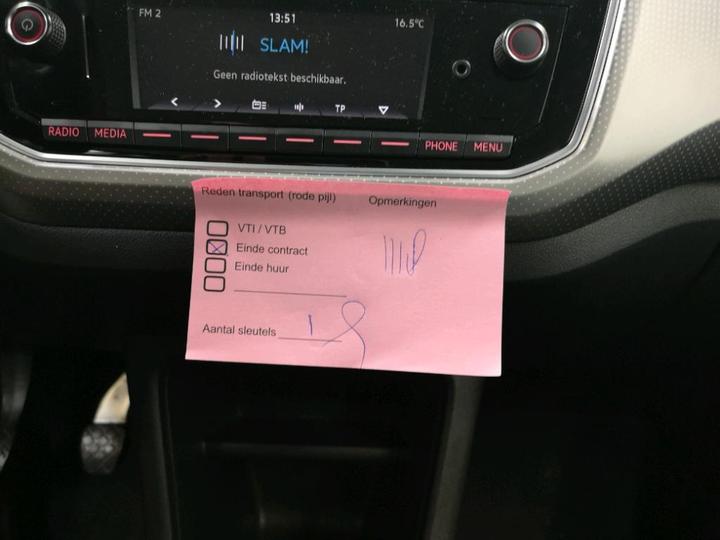 FM 2 13:51 16.5°C
SLAM!
Geen radiotekst beschikbaar.
TP
RADIO MEDIA PHONE MENU
Reden transport (rode pijl) Opmerkingen
VTI / VTB
Einde contract
Einde huur
Aantal sleutels 1